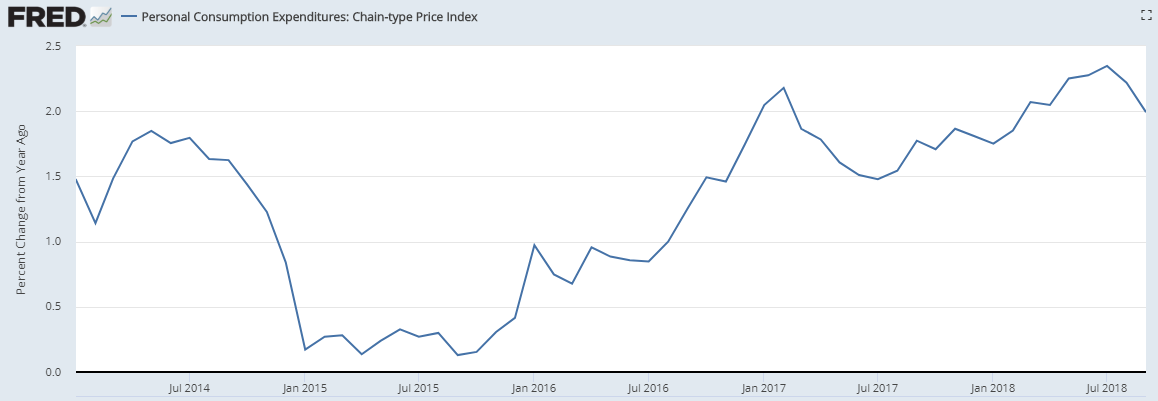 FRED Personal Consumption Expenditures: Chain-type Price Index
2.5
2.0
1.5
1.0
0.5
0.0
Percent Change from Year Ago
Jul 2014 Jan 2015 Jul 2015 Jan 2016 Jul 2016 Jan 2017 Jul 2017 Jan 2018 Jul 2018